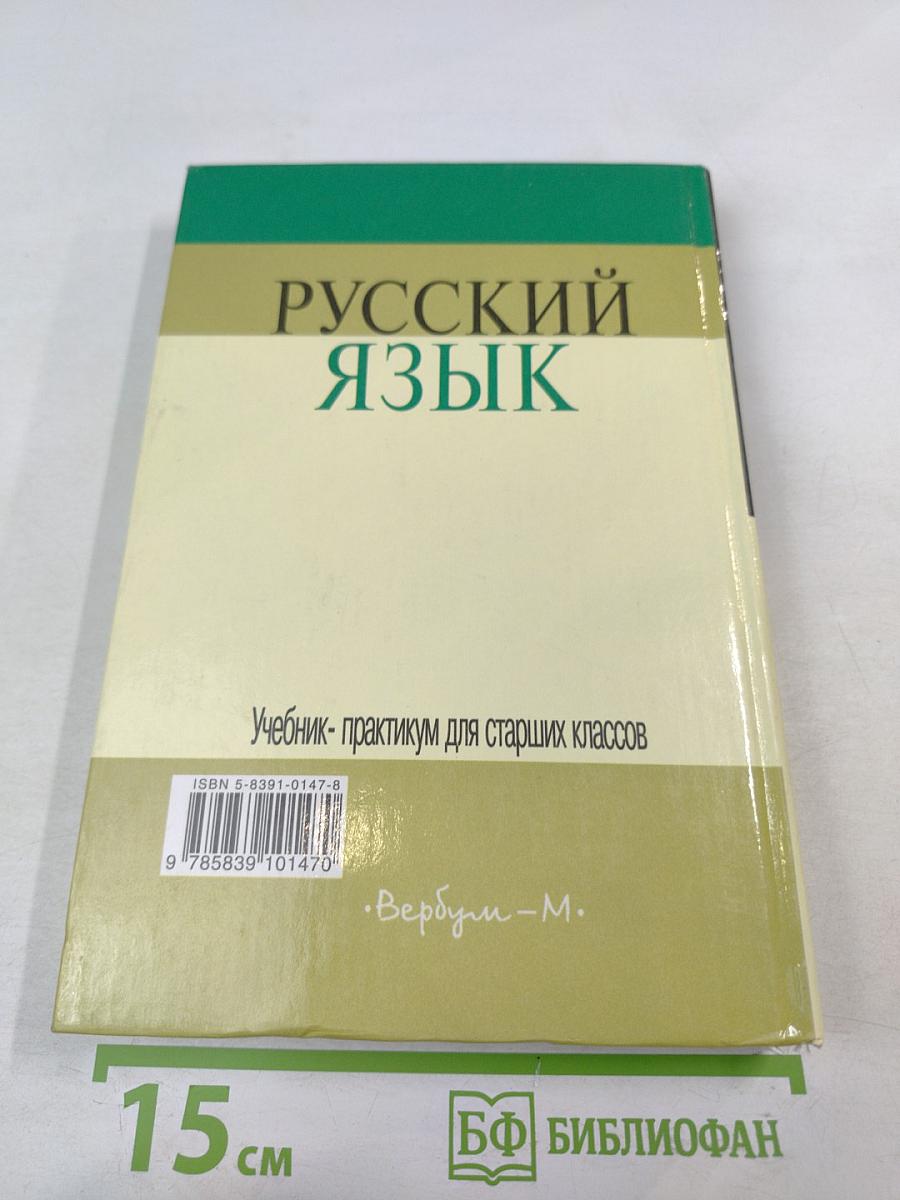 РУССКИЙ
ЯЗЫК
Учебник- практикум для старших классов
ISBN 5-8391-0147-8
9 785839 101470
·Вербум–М·
15 см
БФ БИБЛИОФАН